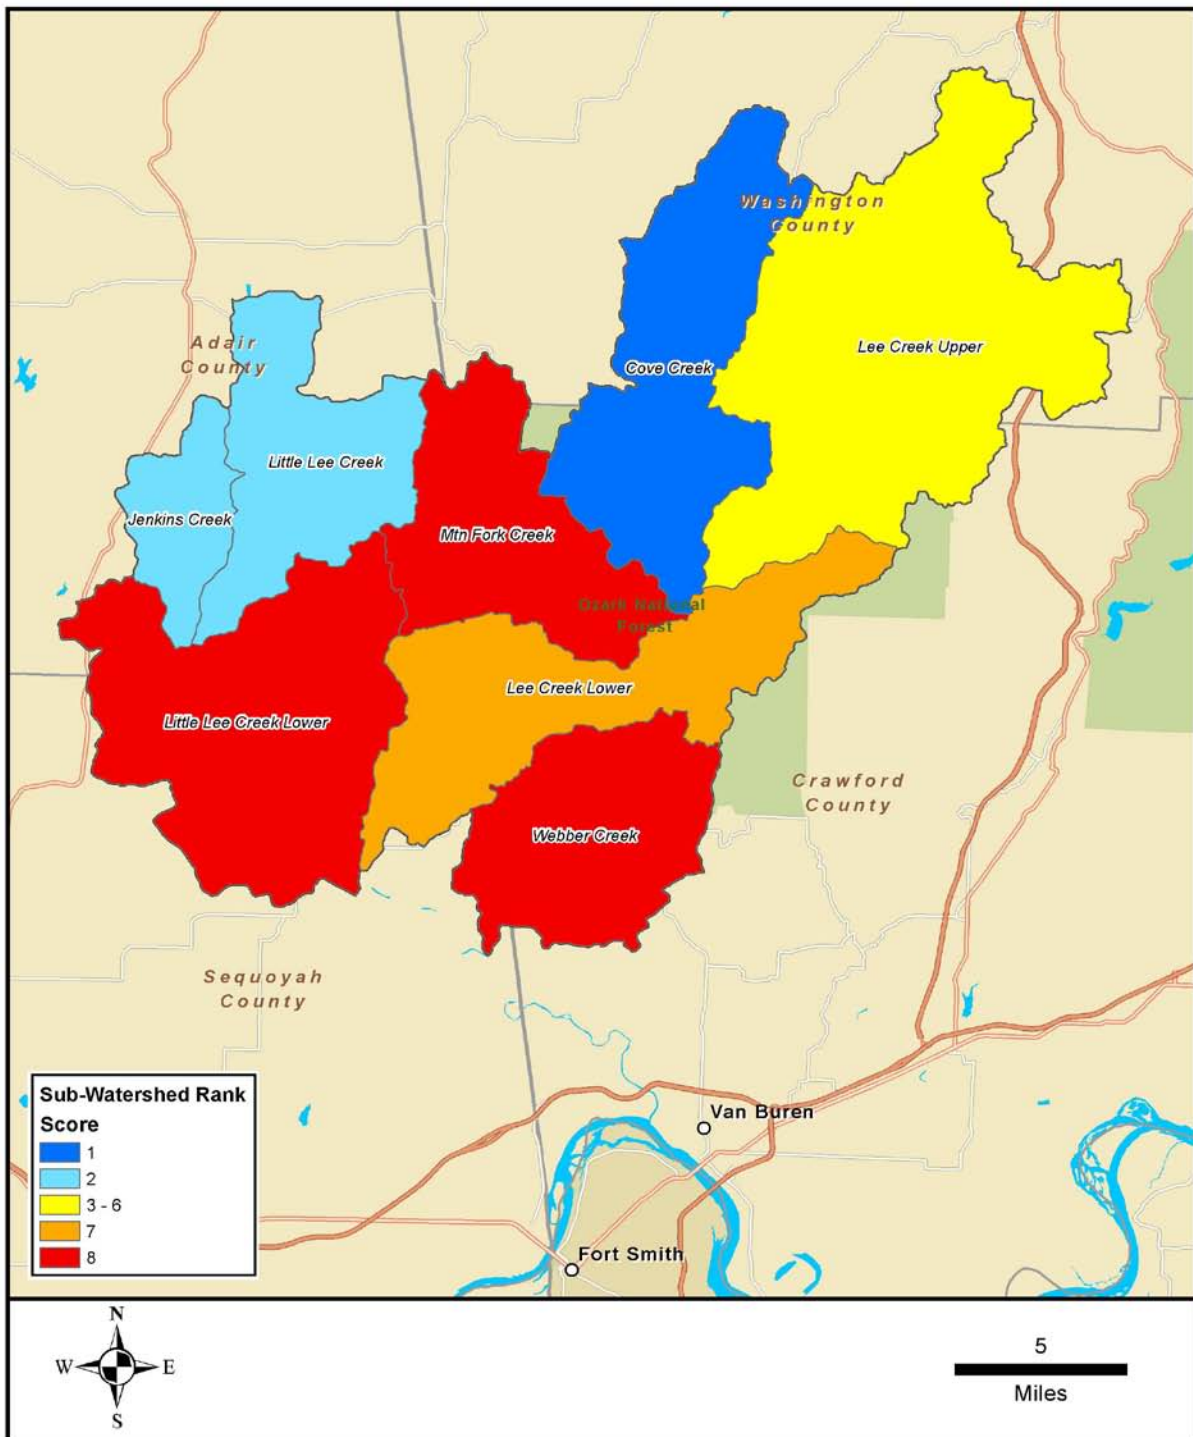 Washington
County
Adair
County
Cove Creek
Lee Creek Upper
Little Lee Creek
Jenkins Creek
Mtn Fork Creek
Ozark National
Forest
Lee Creek Lower
Little Lee Creek Lower
Crawford
County
Webber Creek
Sequoyah
County
Sub-Watershed Rank
Score
1
2
3 - 6
7
8
Van Buren
Fort Smith
N
W E
S
5
Miles